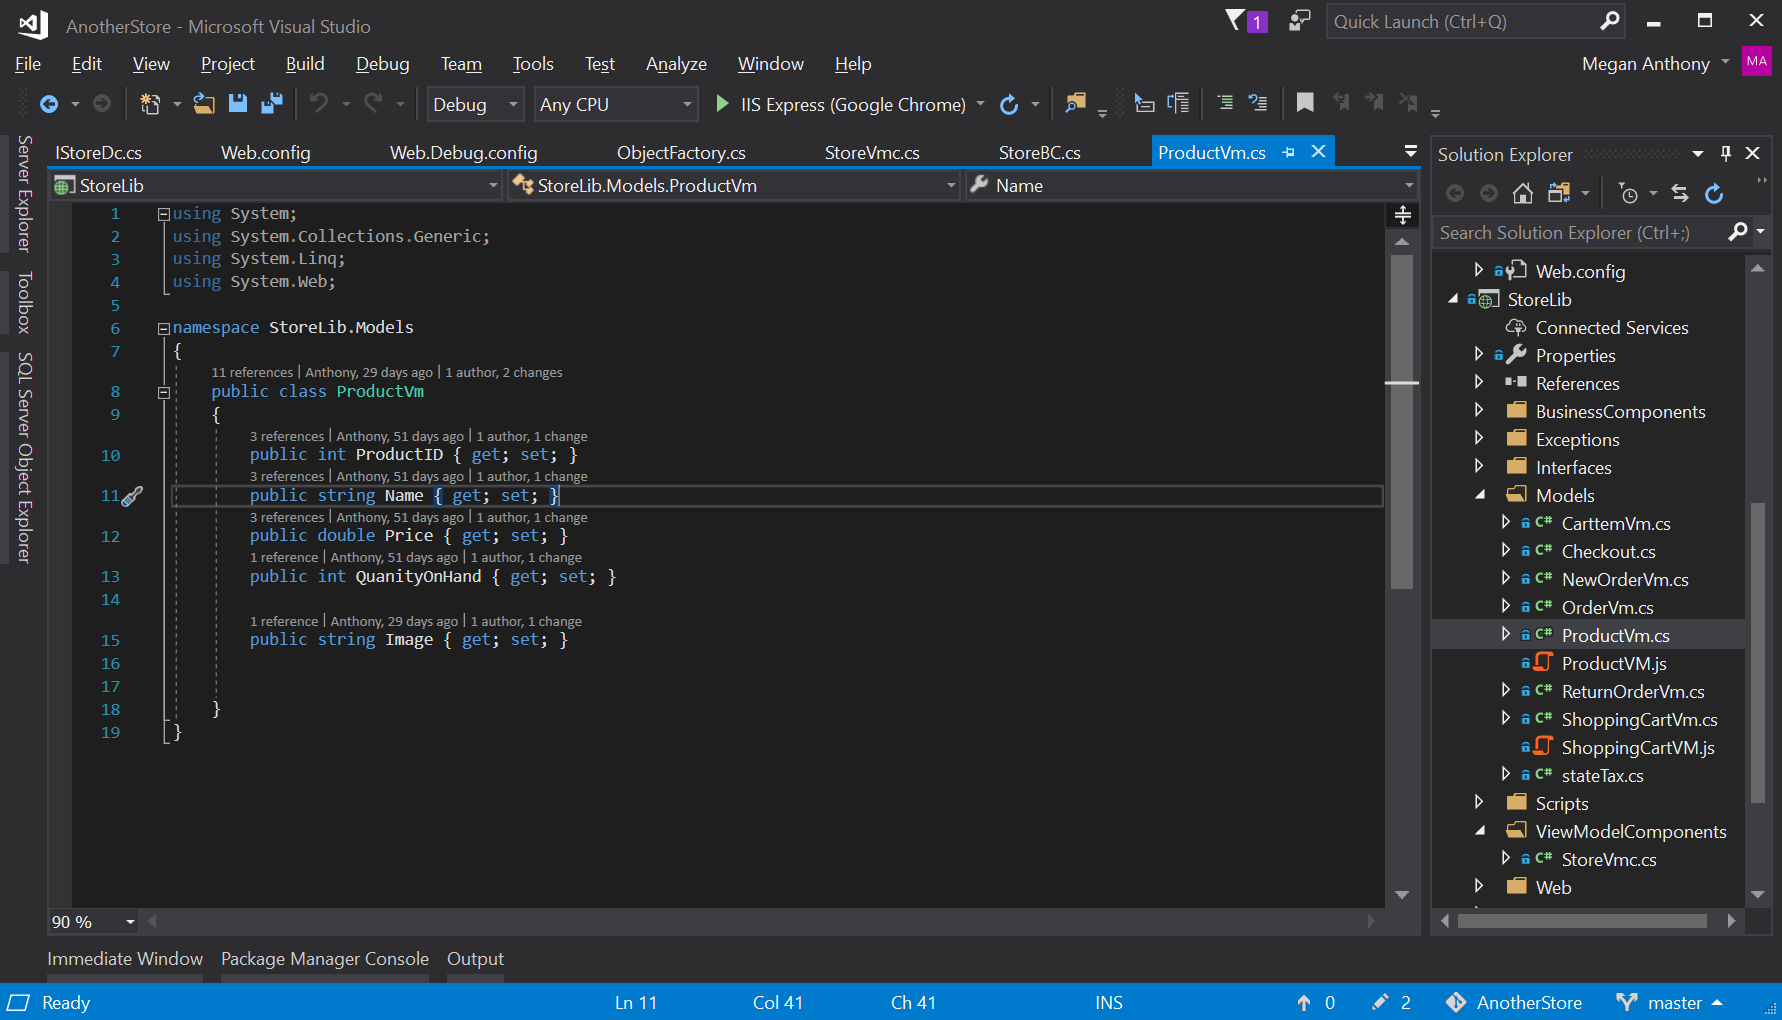 AnotherStore - Microsoft Visual Studio
1
Quick Launch (Ctrl+Q)
File Edit View Project Build Debug Team Tools Test Analyze Window Help
Megan Anthony MA
Debug Any CPU IIS Express (Google Chrome)
Server Explorer
Toolbox
SQL Server Object Explorer
IStoreDc.cs Web.config Web.Debug.config ObjectFactory.cs StoreVmc.cs StoreBC.cs ProductVm.cs
StoreLib StoreLib.Models.ProductVm Name
1 using System;
2 using System.Collections.Generic;
3 using System.Linq;
4 using System.Web;
5
6 namespace StoreLib.Models
7 {
11 references | Anthony, 29 days ago | 1 author, 2 changes
8 public class ProductVm
9 {
3 references | Anthony, 51 days ago | 1 author, 1 change
10 public int ProductID { get; set; }
3 references | Anthony, 51 days ago | 1 author, 1 change
11 public string Name { get; set; }
3 references | Anthony, 51 days ago | 1 author, 1 change
12 public double Price { get; set; }
1 reference | Anthony, 51 days ago | 1 author, 1 change
13 public int QuanityOnHand { get; set; }
14
1 reference | Anthony, 29 days ago | 1 author, 1 change
15 public string Image { get; set; }
16
17
18 }
19 }
90 %
Solution Explorer
Search Solution Explorer (Ctrl+;)
Web.config
StoreLib
Connected Services
Properties
References
BusinessComponents
Exceptions
Interfaces
Models
C# CarttemVm.cs
C# Checkout.cs
C# NewOrderVm.cs
C# OrderVm.cs
C# ProductVm.cs
ProductVM.js
C# ReturnOrderVm.cs
C# ShoppingCartVm.cs
ShoppingCartVM.js
C# stateTax.cs
Scripts
ViewModelComponents
C# StoreVmc.cs
Web
Immediate Window Package Manager Console Output
Ready Ln 11 Col 41 Ch 41 INS 0 2 AnotherStore master